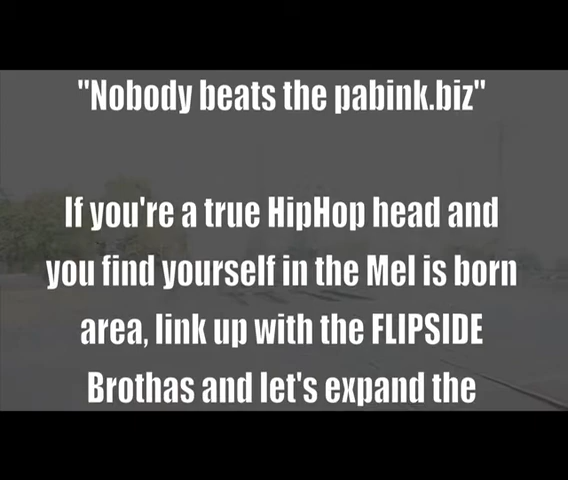 "Nobody beats the pabink.biz"
If you're a true HipHop head and
you find yourself in the Mel is born
area, link up with the FLIPSIDE
Brothas and let's expand the